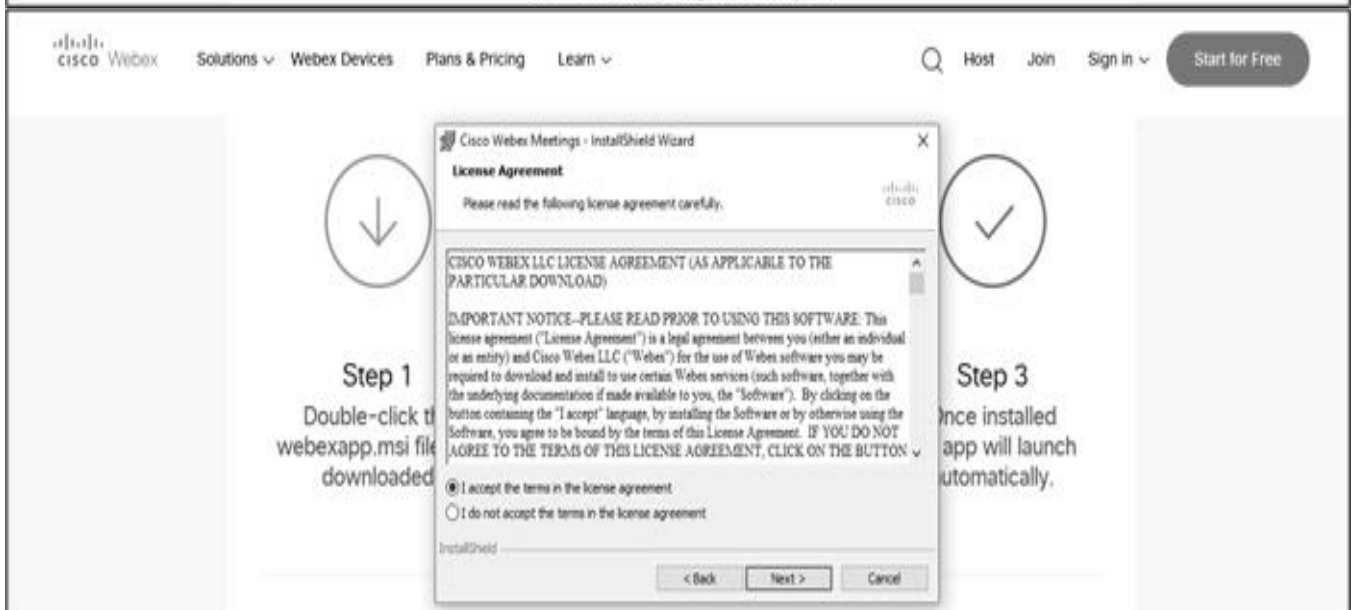 CISCO Webex Solutions Webex Devices Plans & Pricing Learn Host Join Sign in Start for Free
Cisco Webex Meetings - InstallShield Wizard
License Agreement
Please read the following license agreement carefully.
CISCO
CISCO WEBEX LLC LICENSE AGREEMENT (AS APPLICABLE TO THE
PARTICULAR DOWNLOAD)
IMPORTANT NOTICE--PLEASE READ PRIOR TO USING THIS SOFTWARE: This
license agreement ("License Agreement") is a legal agreement between you (either an individual
or an entity) and Cisco Webex LLC ("Webex") for the use of Webex software you may be
required to download and install to use certain Webex services (such software, together with
the underlying documentation if made available to you, the "Software"). By clicking on the
button containing the "I accept" language, by installing the Software or by otherwise using the
Software, you agree to be bound by the terms of this License Agreement. IF YOU DO NOT
AGREE TO THE TERMS OF THIS LICENSE AGREEMENT, CLICK ON THE BUTTON
I accept the terms in the license agreement
I do not accept the terms in the license agreement
InstallShield
< Back Next > Cancel
Step 1
Double-click th
webexapp.msi file
downloaded
Step 3
Once installed
app will launch
utomatically.